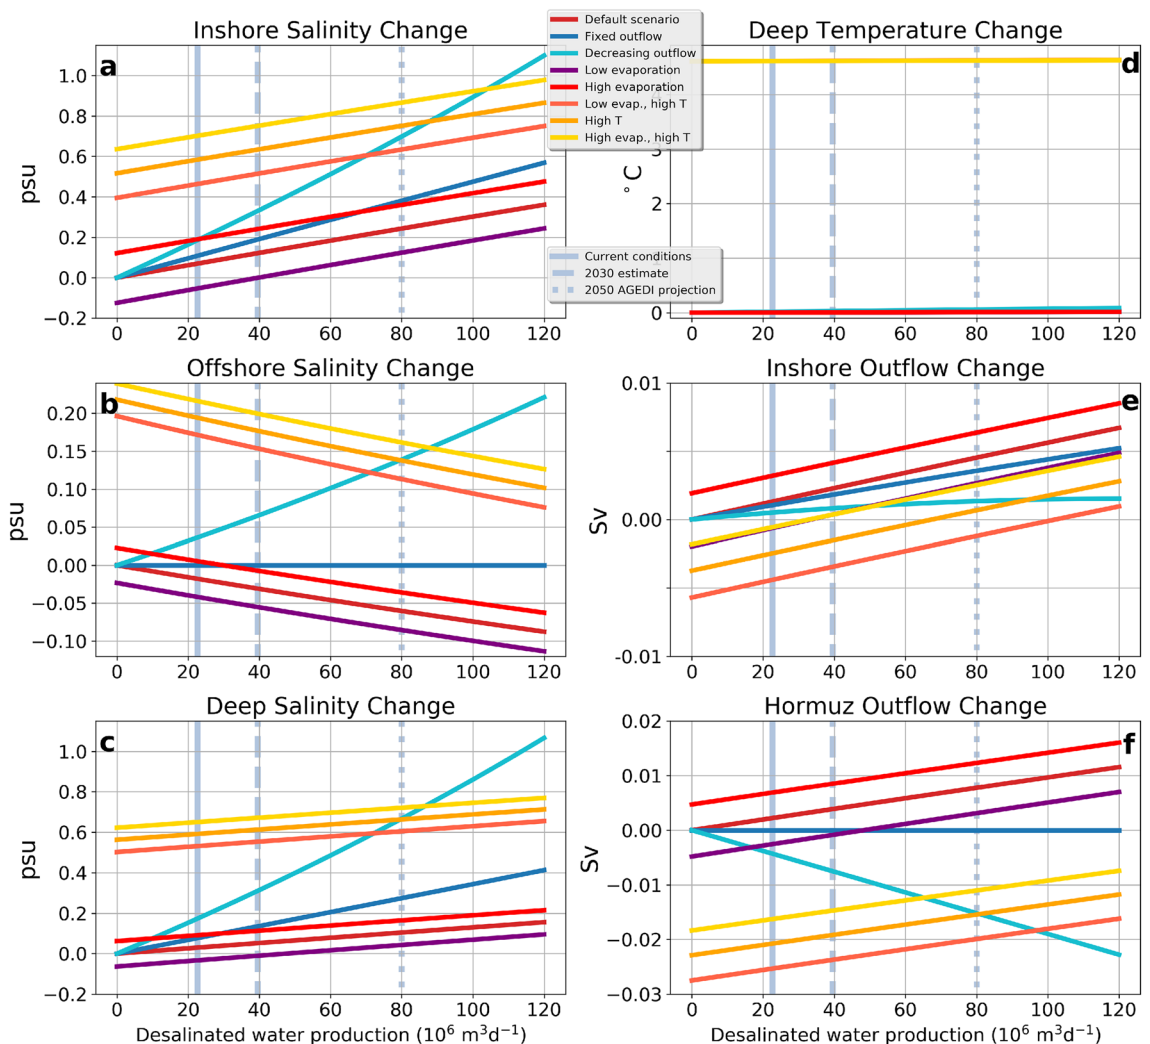 Inshore Salinity Change
a
1.0
0.8
0.6
0.4
0.2
0.0
−0.2
psu
0 20 40 60 80 100 120
Default scenario
Fixed outflow
Decreasing outflow
Low evaporation
High evaporation
Low evap., high T
High T
High evap., high T
Current conditions
2030 estimate
2050 AGEDI projection
Deep Temperature Change
d
3
2
0
°C
0 20 40 60 80 100 120
Offshore Salinity Change
b
0.20
0.15
0.10
0.05
0.00
−0.05
−0.10
psu
0 20 40 60 80 100 120
Inshore Outflow Change
e
0.01
0.00
-0.01
Sv
0 20 40 60 80 100 120
Deep Salinity Change
c
1.0
0.8
0.6
0.4
0.2
0.0
−0.2
psu
0 20 40 60 80 100 120
Desalinated water production (10⁶ m³d⁻¹)
Hormuz Outflow Change
f
0.02
0.01
0.00
−0.01
−0.02
−0.03
Sv
0 20 40 60 80 100 120
Desalinated water production (10⁶ m³d⁻¹)